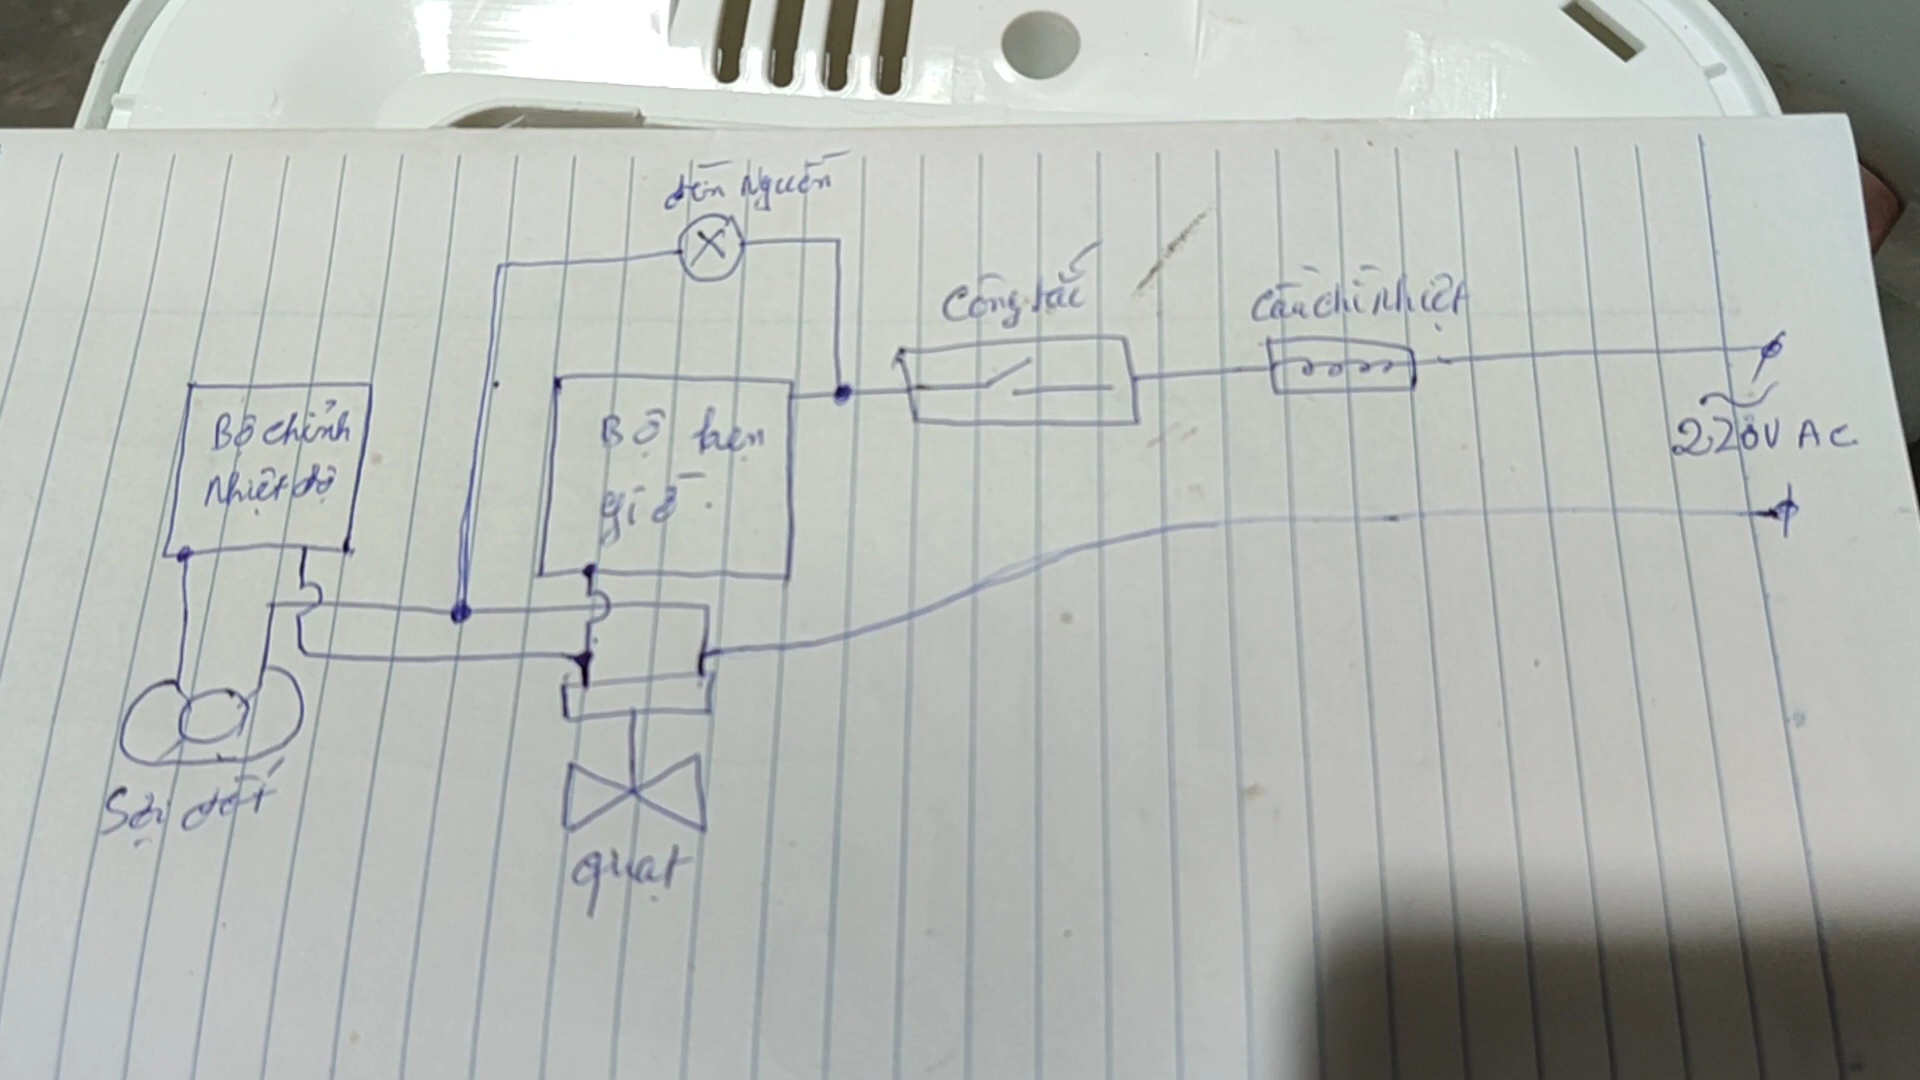 đèn nguồn
Công tắc
Cầu chì nhiệt
Bộ chỉnh
nhiệt độ
Bộ hẹn
giờ
220V AC
Sợi đốt
quạt